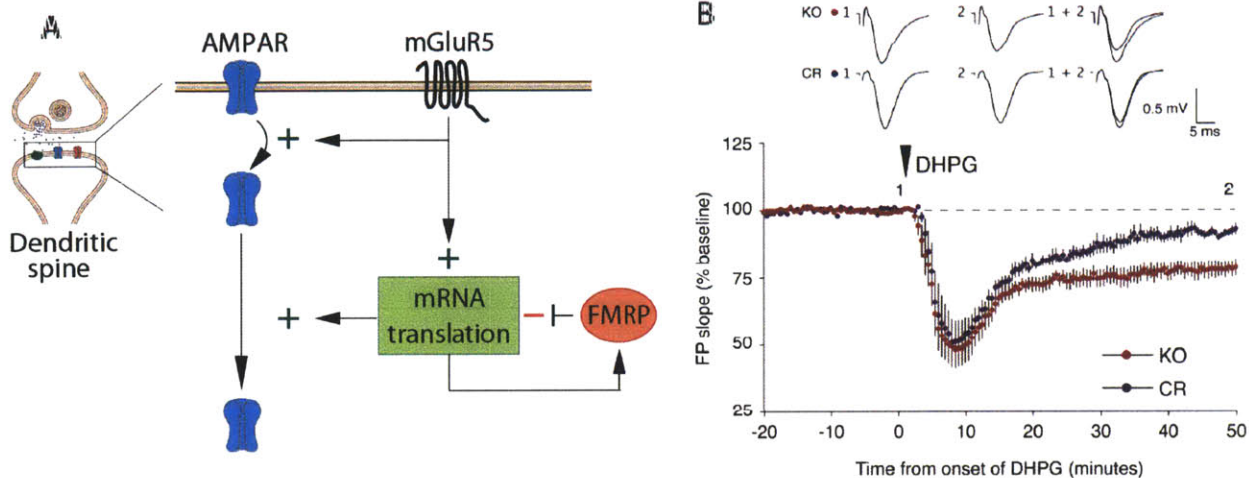 A
AMPAR
mGluR5
+
Dendritic
spine
+
+
mRNA
translation
−
FMRP
B
KO 1 2 1 + 2
CR 1 2 1 + 2
0.5 mV
5 ms
DHPG
1
2
125
100
75
50
25
FP slope (% baseline)
KO
CR
-20 -10 0 10 20 30 40 50
Time from onset of DHPG (minutes)